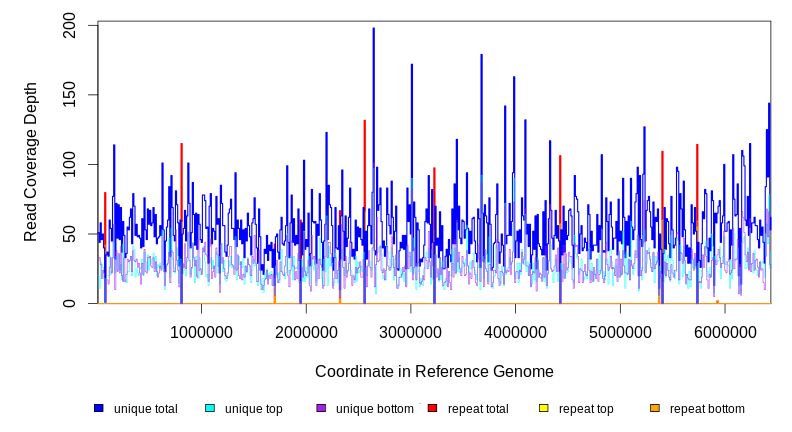 200
150
100
50
0
Read Coverage Depth
1000000 2000000 3000000 4000000 5000000 6000000
Coordinate in Reference Genome
unique total unique top unique bottom repeat total repeat top repeat bottom